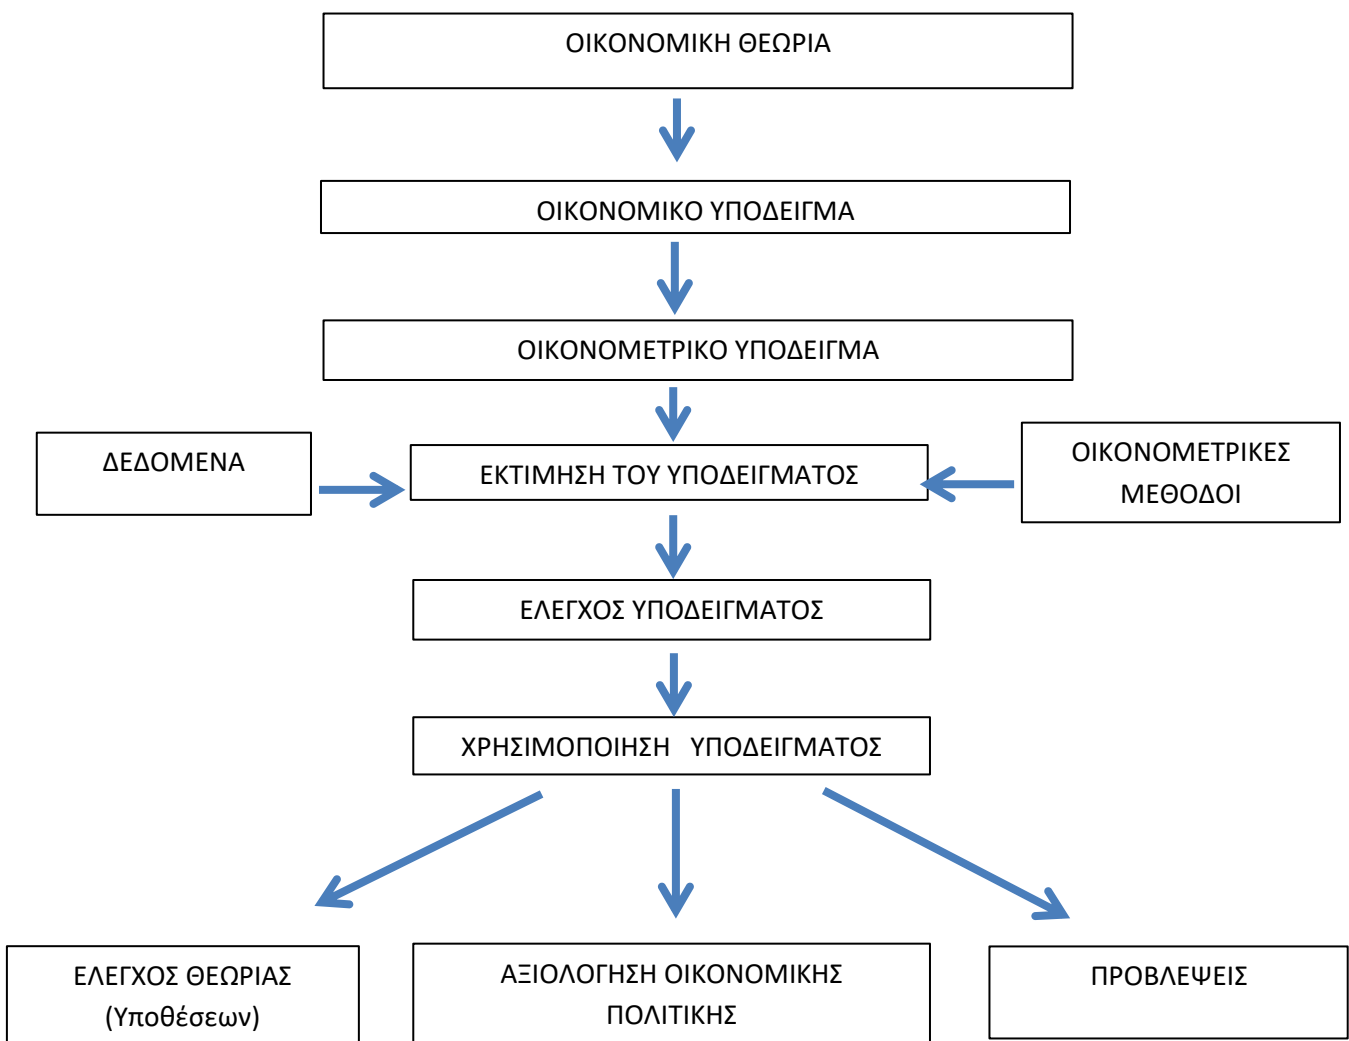 ΟΙΚΟΝΟΜΙΚΗ ΘΕΩΡΙΑ
ΟΙΚΟΝΟΜΙΚΟ ΥΠΟΔΕΙΓΜΑ
ΟΙΚΟΝΟΜΕΤΡΙΚΟ ΥΠΟΔΕΙΓΜΑ
ΔΕΔΟΜΕΝΑ
ΕΚΤΙΜΗΣΗ ΤΟΥ ΥΠΟΔΕΙΓΜΑΤΟΣ
ΟΙΚΟΝΟΜΕΤΡΙΚΕΣ
ΜΕΘΟΔΟΙ
ΕΛΕΓΧΟΣ ΥΠΟΔΕΙΓΜΑΤΟΣ
ΧΡΗΣΙΜΟΠΟΙΗΣΗ ΥΠΟΔΕΙΓΜΑΤΟΣ
ΕΛΕΓΧΟΣ ΘΕΩΡΙΑΣ
(Υποθέσεων)
ΑΞΙΟΛΟΓΗΣΗ ΟΙΚΟΝΟΜΙΚΗΣ
ΠΟΛΙΤΙΚΗΣ
ΠΡΟΒΛΕΨΕΙΣ